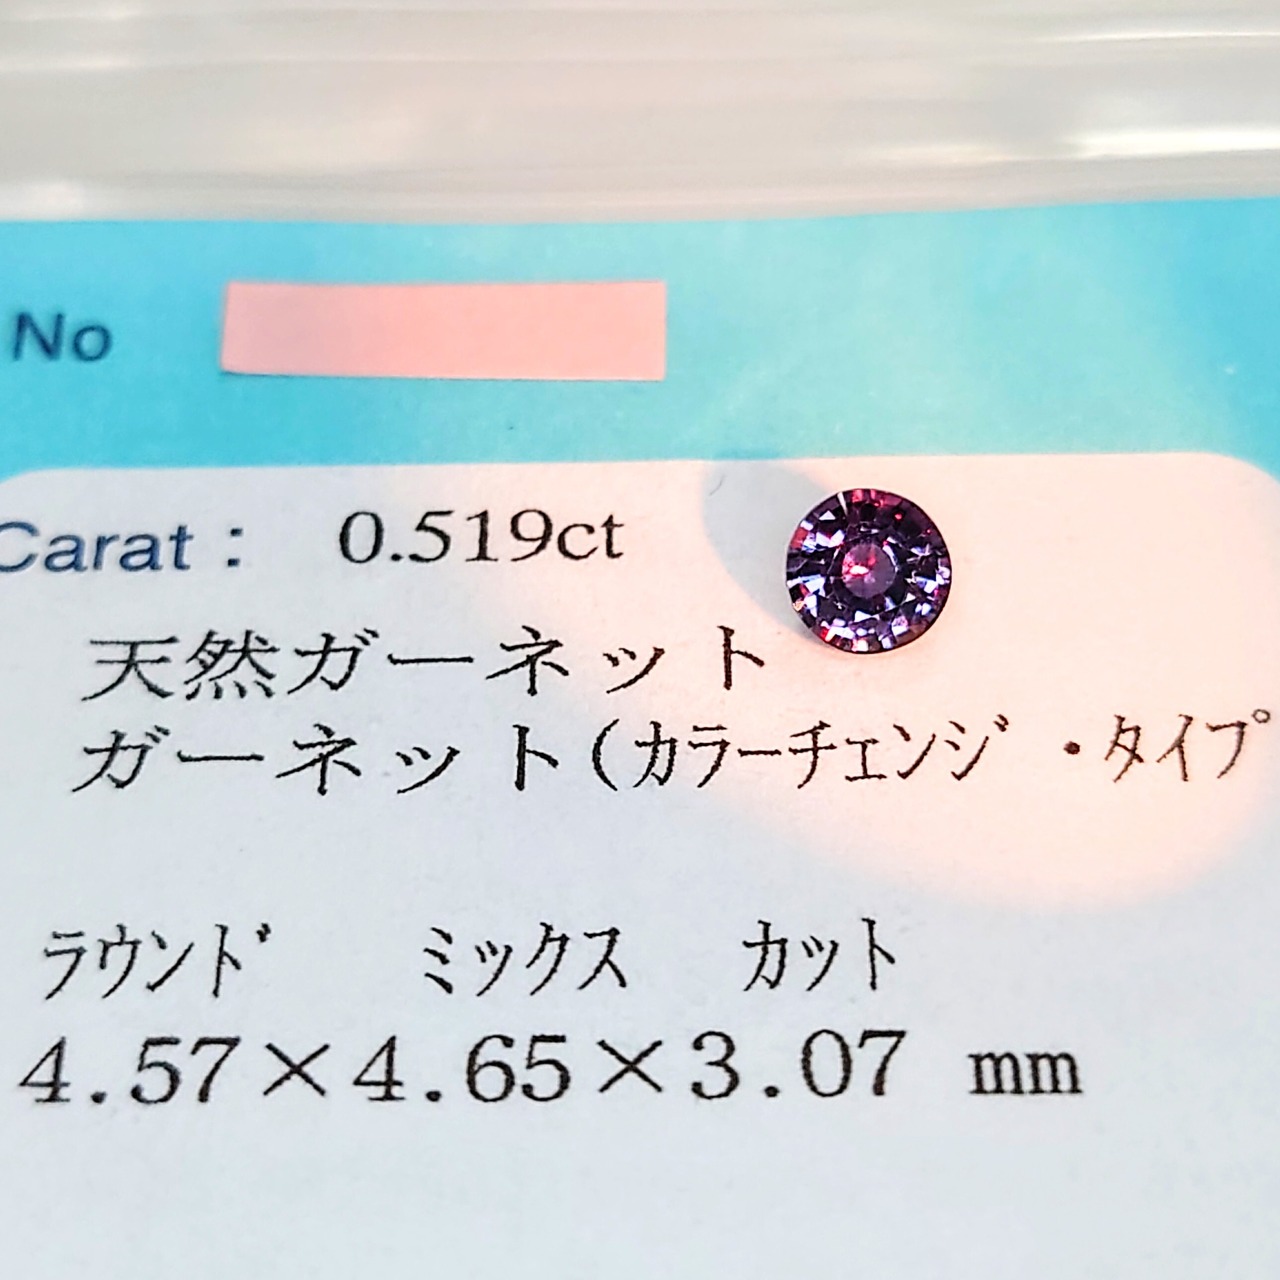 No
Carat： 0.519ct
天然ガーネット
ガーネット(ｶﾗｰﾁｪﾝｼﾞ・ﾀｲﾌﾟ
ﾗｳﾝﾄﾞ ﾐｯｸｽ ｶｯﾄ
4.57×4.65×3.07 mm